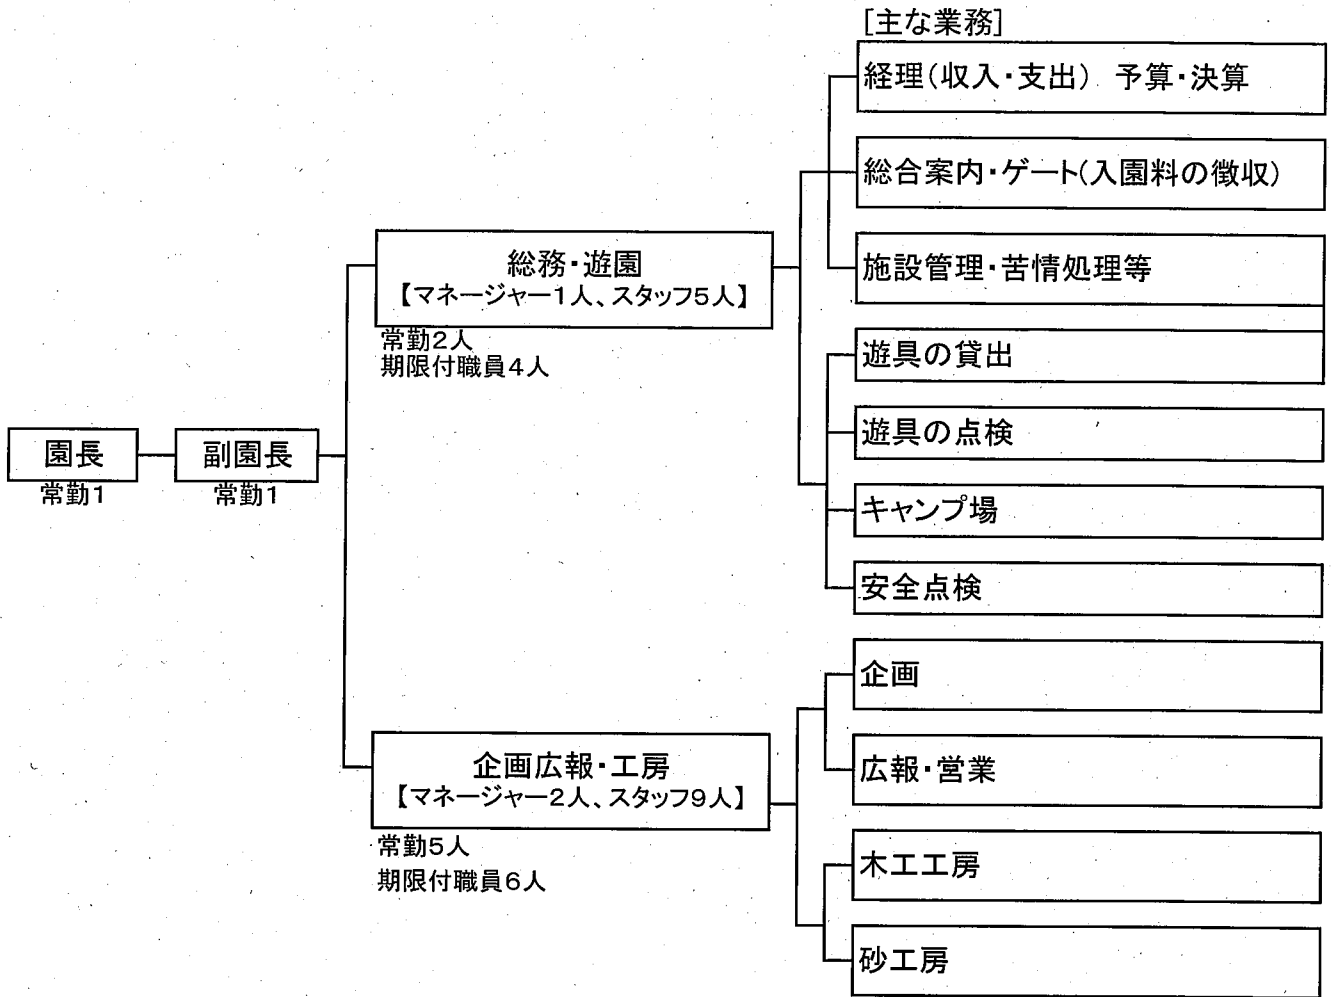 [主な業務]
経理(収入・支出) 予算・決算
総合案内・ゲート(入園料の徴収)
総務・遊園
【マネージャー1人、スタッフ5人】
施設管理・苦情処理等
常勤2人
期限付職員4人
遊具の貸出
遊具の点検
園長
常勤1
副園長
常勤1
キャンプ場
安全点検
企画
企画広報・工房
【マネージャー2人、スタッフ9人】
広報・営業
常勤5人
期限付職員6人
木工工房
砂工房